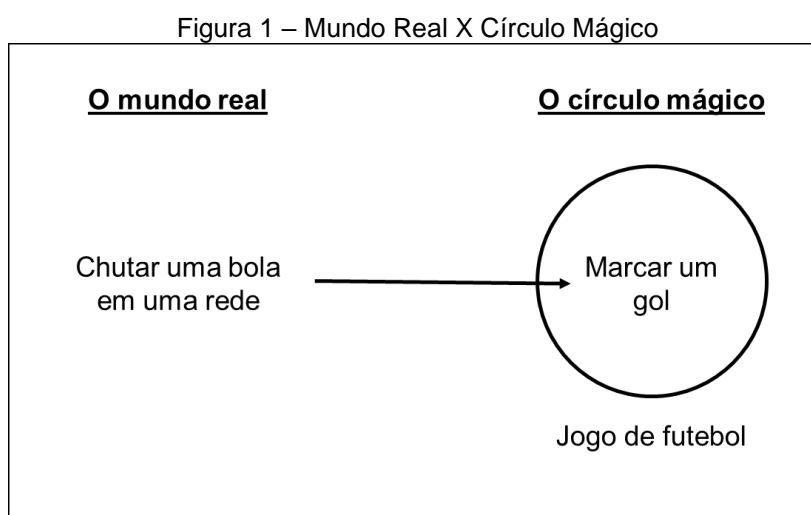 Figura 1 – Mundo Real X Círculo Mágico
O mundo real
O círculo mágico
Chutar uma bola
em uma rede
Marcar um
gol
Jogo de futebol